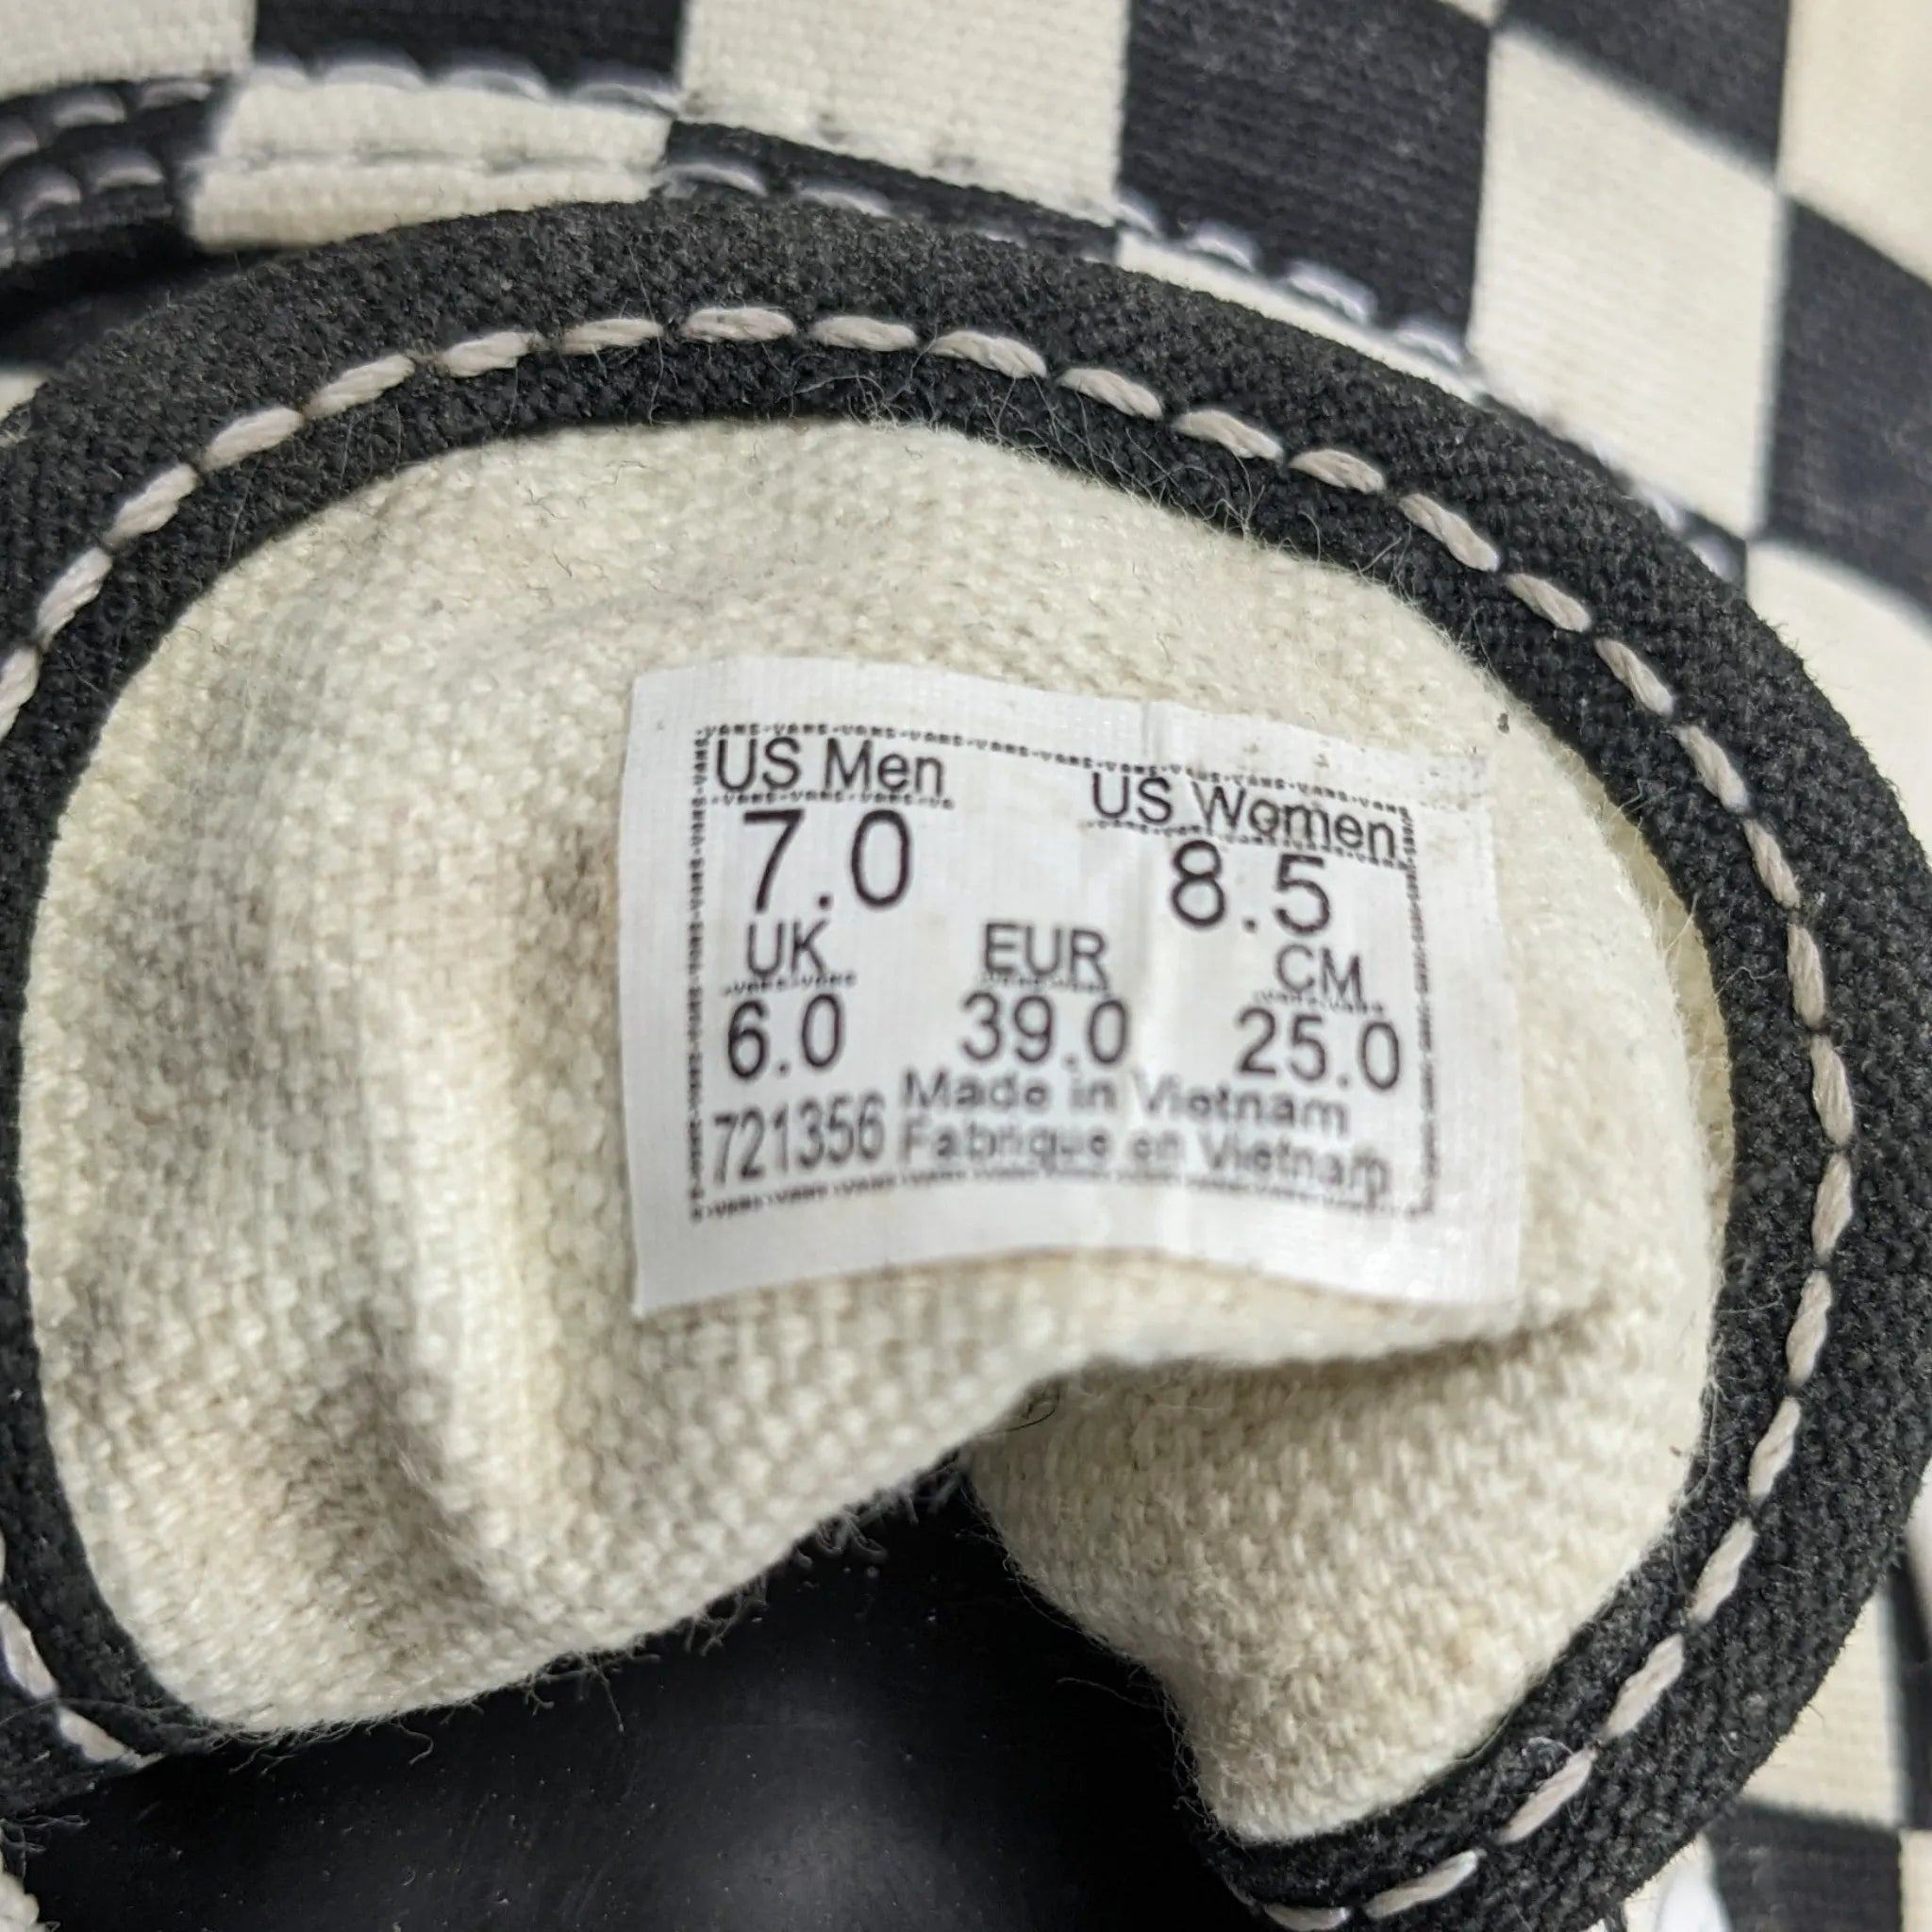 US Men US Women
7.0 8.5
UK EUR CM
6.0 39.0 25.0
721356 Made in Vietnam
Fabrique en Vietnam